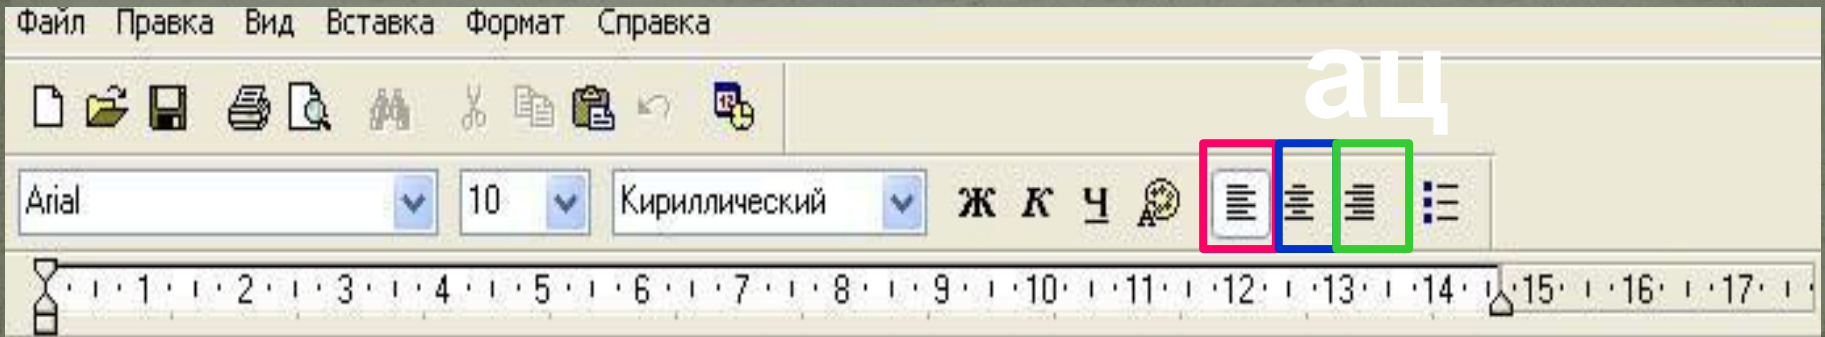 Файл Правка Вид Вставка Формат Справка
ац
12
Arial 10 Кириллический Ж К Ч А
1 2 3 4 5 6 7 8 9 10 11 12 13 14 15 16 17